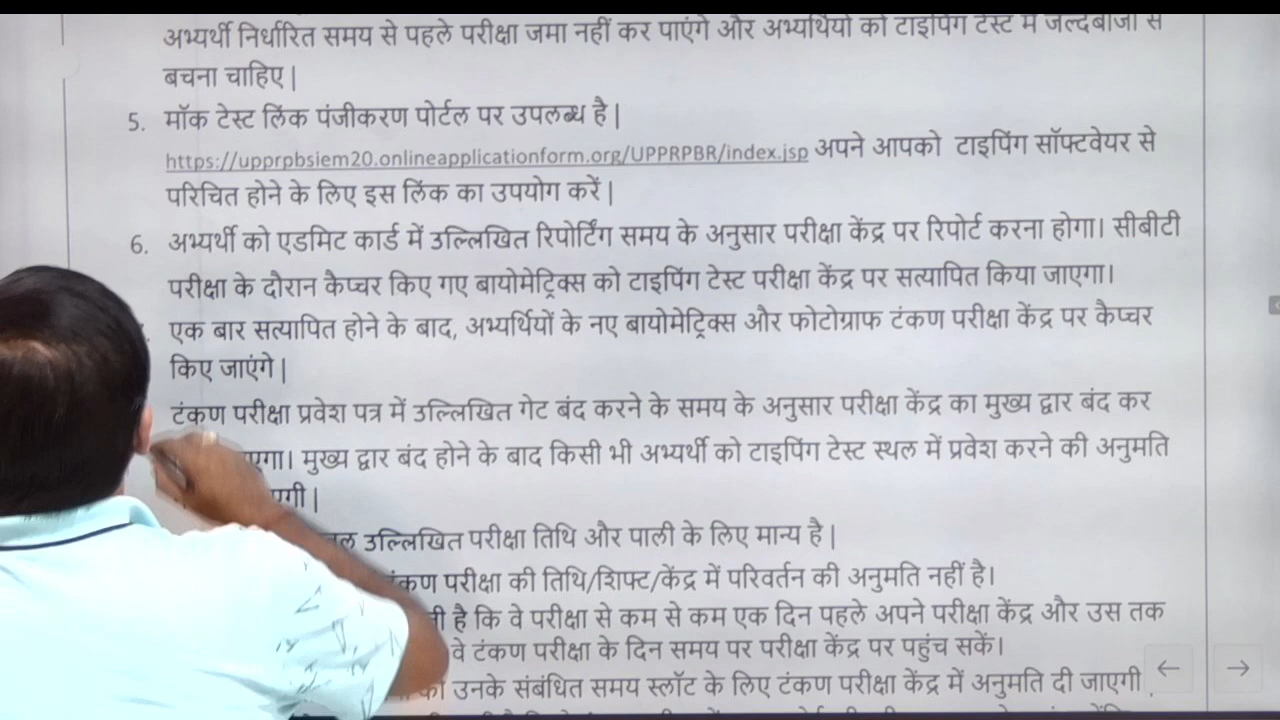 अभ्यर्थी निर्धारित समय से पहले परीक्षा जमा नहीं कर पाएंगे और अभ्यर्थियों को टाइपिंग टेस्ट में जल्दबाजी से
बचना चाहिए |
5. मॉक टेस्ट लिंक पंजीकरण पोर्टल पर उपलब्ध है |
https://upprpbsiem20.onlineapplicationform.org/UPPRPBR/index.jsp अपने आपको टाइपिंग सॉफ्टवेयर से
परिचित होने के लिए इस लिंक का उपयोग करें |
6. अभ्यर्थी को एडमिट कार्ड में उल्लिखित रिपोर्टिंग समय के अनुसार परीक्षा केंद्र पर रिपोर्ट करना होगा। सीबीटी
परीक्षा के दौरान कैप्चर किए गए बायोमेट्रिक्स को टाइपिंग टेस्ट परीक्षा केंद्र पर सत्यापित किया जाएगा।
एक बार सत्यापित होने के बाद, अभ्यर्थियों के नए बायोमेट्रिक्स और फोटोग्राफ टंकण परीक्षा केंद्र पर कैप्चर
किए जाएंगे |
टंकण परीक्षा प्रवेश पत्र में उल्लिखित गेट बंद करने के समय के अनुसार परीक्षा केंद्र का मुख्य द्वार बंद कर
मुख्य द्वार बंद होने के बाद किसी भी अभ्यर्थी को टाइपिंग टेस्ट स्थल में प्रवेश करने की अनुमति
उल्लिखित परीक्षा तिथि और पाली के लिए मान्य है |
परीक्षा की तिथि/शिफ्ट/केंद्र में परिवर्तन की अनुमति नहीं है।
है कि वे परीक्षा से कम से कम एक दिन पहले अपने परीक्षा केंद्र और उस तक
वे टंकण परीक्षा के दिन समय पर परीक्षा केंद्र पर पहुंच सकें।
को उनके संबंधित समय स्लॉट के लिए टंकण परीक्षा केंद्र में अनुमति दी जाएगी